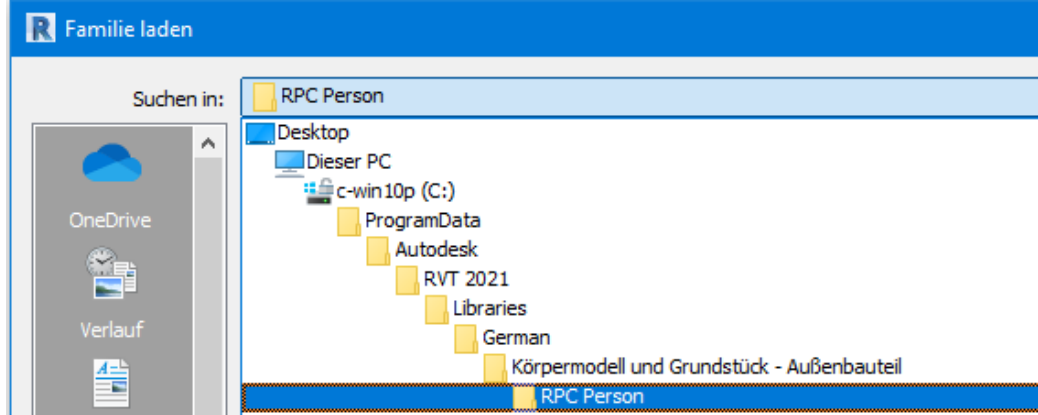 Familie laden
Suchen in:
RPC Person
Desktop
Dieser PC
c-win10p (C:)
ProgramData
Autodesk
RVT 2021
Libraries
German
Körpermodell und Grundstück - Außenbauteil
RPC Person
OneDrive
Verlauf